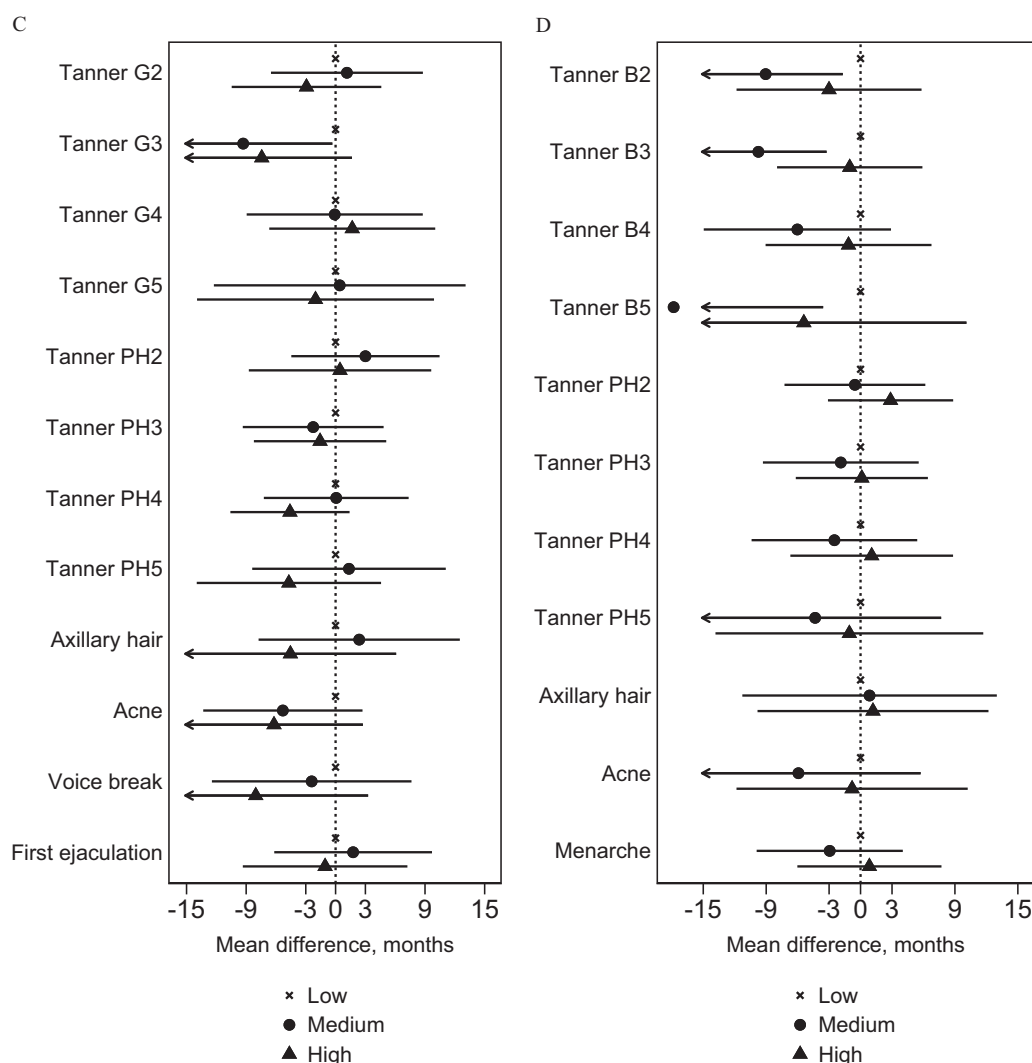 C
Tanner G2
Tanner G3
Tanner G4
Tanner G5
Tanner PH2
Tanner PH3
Tanner PH4
Tanner PH5
Axillary hair
Acne
Voice break
First ejaculation
-15 -9 -3 0 3 9 15
Mean difference, months
Low
Medium
High
D
Tanner B2
Tanner B3
Tanner B4
Tanner B5
Tanner PH2
Tanner PH3
Tanner PH4
Tanner PH5
Axillary hair
Acne
Menarche
-15 -9 -3 0 3 9 15
Mean difference, months
Low
Medium
High